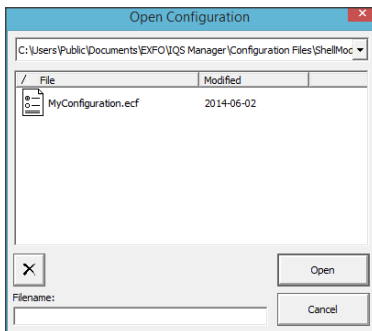 Open Configuration
C:\Users\Public\Documents\EXFO\IQS Manager\Configuration Files\ShellMoc
/ File Modified
MyConfiguration.ecf 2014-06-02
Open
Filename:
Cancel